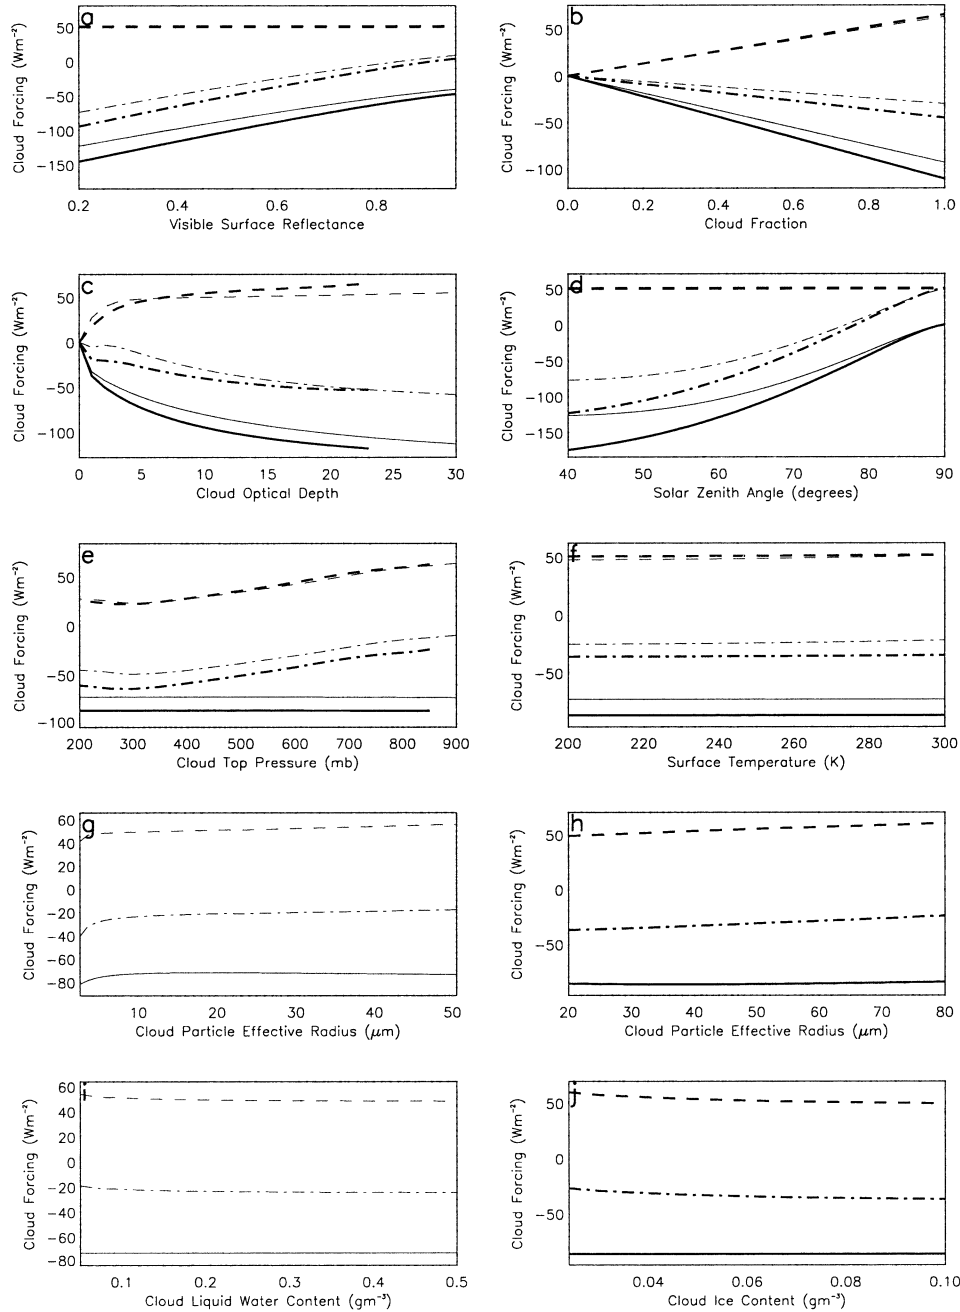 a
Cloud Forcing (Wm⁻²)
50
0
−50
−100
−150
0.2 0.4 0.6 0.8
Visible Surface Reflectance
b
Cloud Forcing (Wm⁻²)
50
0
−50
−100
0.0 0.2 0.4 0.6 0.8 1.0
Cloud Fraction
c
Cloud Forcing (Wm⁻²)
50
0
−50
−100
0 5 10 15 20 25 30
Cloud Optical Depth
d
Cloud Forcing (Wm⁻²)
50
0
−50
−100
−150
40 50 60 70 80 90
Solar Zenith Angle (degrees)
e
Cloud Forcing (Wm⁻²)
50
0
−50
−100
200 300 400 500 600 700 800 900
Cloud Top Pressure (mb)
f
Cloud Forcing (Wm⁻²)
50
0
−50
200 220 240 260 280 300
Surface Temperature (K)
g
Cloud Forcing (Wm⁻²)
60
40
20
0
−20
−40
−60
−80
10 20 30 40 50
Cloud Particle Effective Radius (μm)
h
Cloud Forcing (Wm⁻²)
50
0
−50
20 30 40 50 60 70 80
Cloud Particle Effective Radius (μm)
i
Cloud Forcing (Wm⁻²)
60
40
20
0
−20
−40
−60
−80
0.1 0.2 0.3 0.4 0.5
Cloud Liquid Water Content (gm⁻³)
j
Cloud Forcing (Wm⁻²)
50
0
−50
0.04 0.06 0.08 0.10
Cloud Ice Content (gm⁻³)